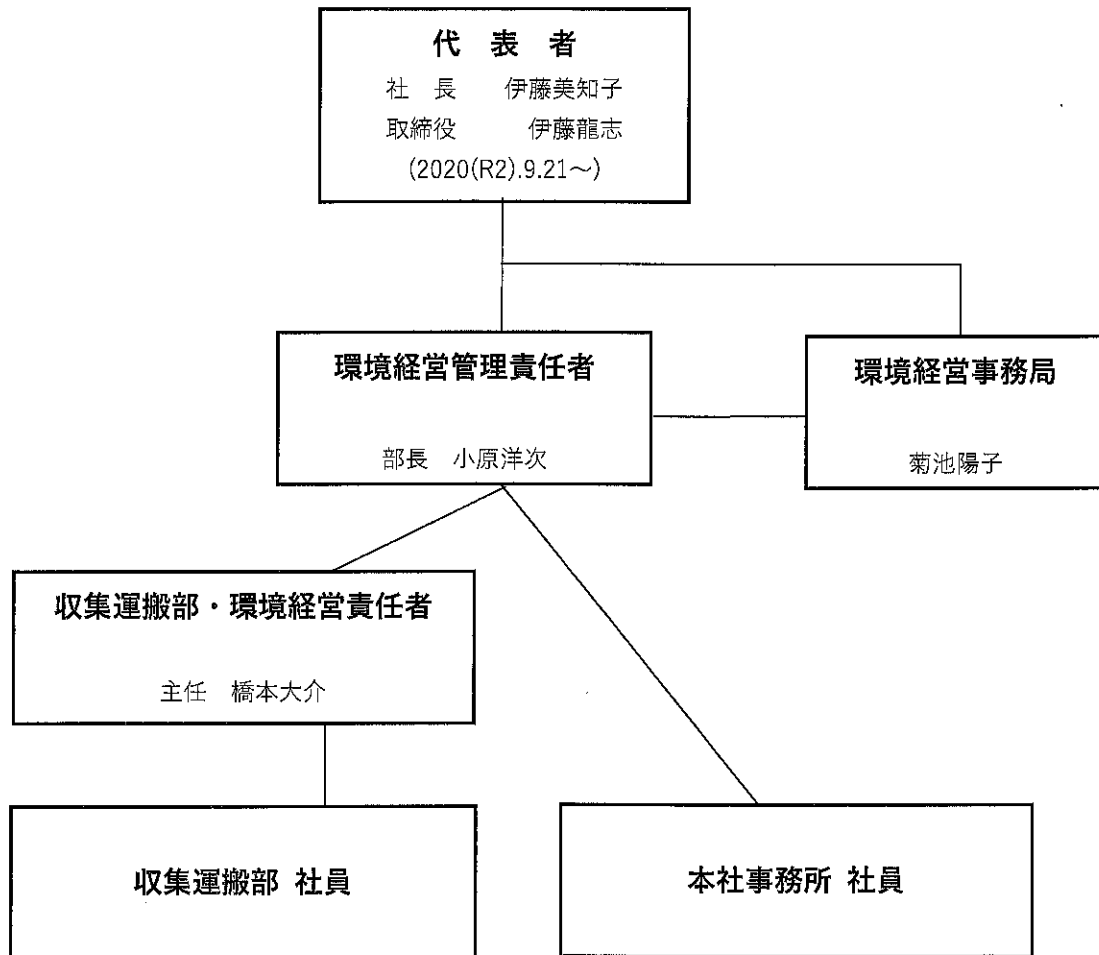 代 表 者
社 長 伊藤美知子
取締役 伊藤龍志
(2020(R2).9.21～)
環境経営管理責任者
部長 小原洋次
環境経営事務局
菊池陽子
収集運搬部・環境経営責任者
主任 橋本大介
収集運搬部 社員
本社事務所 社員